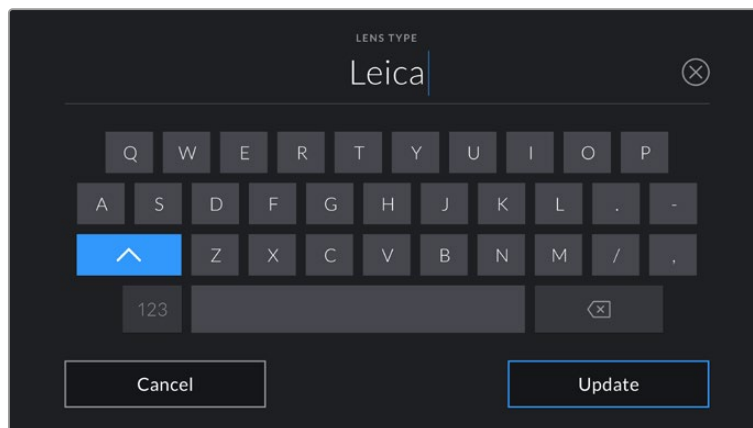 LENS TYPE
Leica
Q W E R T Y U I O P
A S D F G H J K L . -
Z X C V B N M / ,
123
Cancel Update